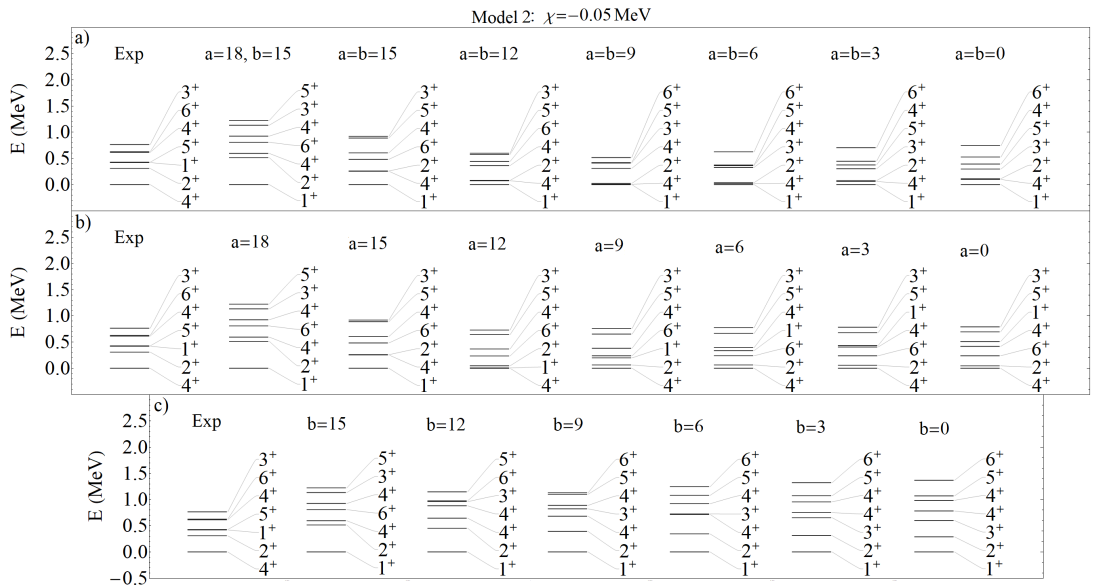 Model 2: χ=−0.05 MeV
a)
Exp a=18, b=15 a=b=15 a=b=12 a=b=9 a=b=6 a=b=3 a=b=0
E (MeV)
2.5
2.0
1.5
1.0
0.5
0.0
3⁺ 5⁺ 3⁺ 3⁺ 6⁺ 6⁺ 6⁺ 6⁺
6⁺ 3⁺ 5⁺ 5⁺ 5⁺ 5⁺ 4⁺ 4⁺
4⁺ 4⁺ 4⁺ 6⁺ 3⁺ 4⁺ 5⁺ 5⁺
5⁺ 6⁺ 6⁺ 4⁺ 4⁺ 3⁺ 3⁺ 3⁺
1⁺ 4⁺ 2⁺ 2⁺ 2⁺ 2⁺ 2⁺ 2⁺
2⁺ 2⁺ 4⁺ 4⁺ 4⁺ 4⁺ 4⁺ 4⁺
4⁺ 1⁺ 1⁺ 1⁺ 1⁺ 1⁺ 1⁺ 1⁺
b)
Exp a=18 a=15 a=12 a=9 a=6 a=3 a=0
E (MeV)
2.5
2.0
1.5
1.0
0.5
0.0
3⁺ 5⁺ 3⁺ 3⁺ 3⁺ 3⁺ 3⁺ 3⁺
6⁺ 3⁺ 5⁺ 5⁺ 5⁺ 5⁺ 5⁺ 5⁺
4⁺ 4⁺ 4⁺ 4⁺ 4⁺ 4⁺ 1⁺ 1⁺
5⁺ 6⁺ 6⁺ 6⁺ 6⁺ 1⁺ 4⁺ 4⁺
1⁺ 4⁺ 2⁺ 2⁺ 1⁺ 6⁺ 6⁺ 6⁺
2⁺ 2⁺ 4⁺ 1⁺ 2⁺ 2⁺ 2⁺ 2⁺
4⁺ 1⁺ 1⁺ 4⁺ 4⁺ 4⁺ 4⁺ 4⁺
c)
Exp b=15 b=12 b=9 b=6 b=3 b=0
E (MeV)
2.5
2.0
1.5
1.0
0.5
0.0
−0.5
3⁺ 5⁺ 5⁺ 6⁺ 6⁺ 6⁺ 6⁺
6⁺ 3⁺ 6⁺ 5⁺ 5⁺ 5⁺ 5⁺
4⁺ 4⁺ 3⁺ 4⁺ 4⁺ 4⁺ 4⁺
5⁺ 6⁺ 4⁺ 3⁺ 4⁺ 4⁺ 4⁺
1⁺ 4⁺ 4⁺ 4⁺ 3⁺ 3⁺ 3⁺
2⁺ 2⁺ 2⁺ 2⁺ 2⁺ 2⁺ 2⁺
4⁺ 1⁺ 1⁺ 1⁺ 1⁺ 1⁺ 1⁺